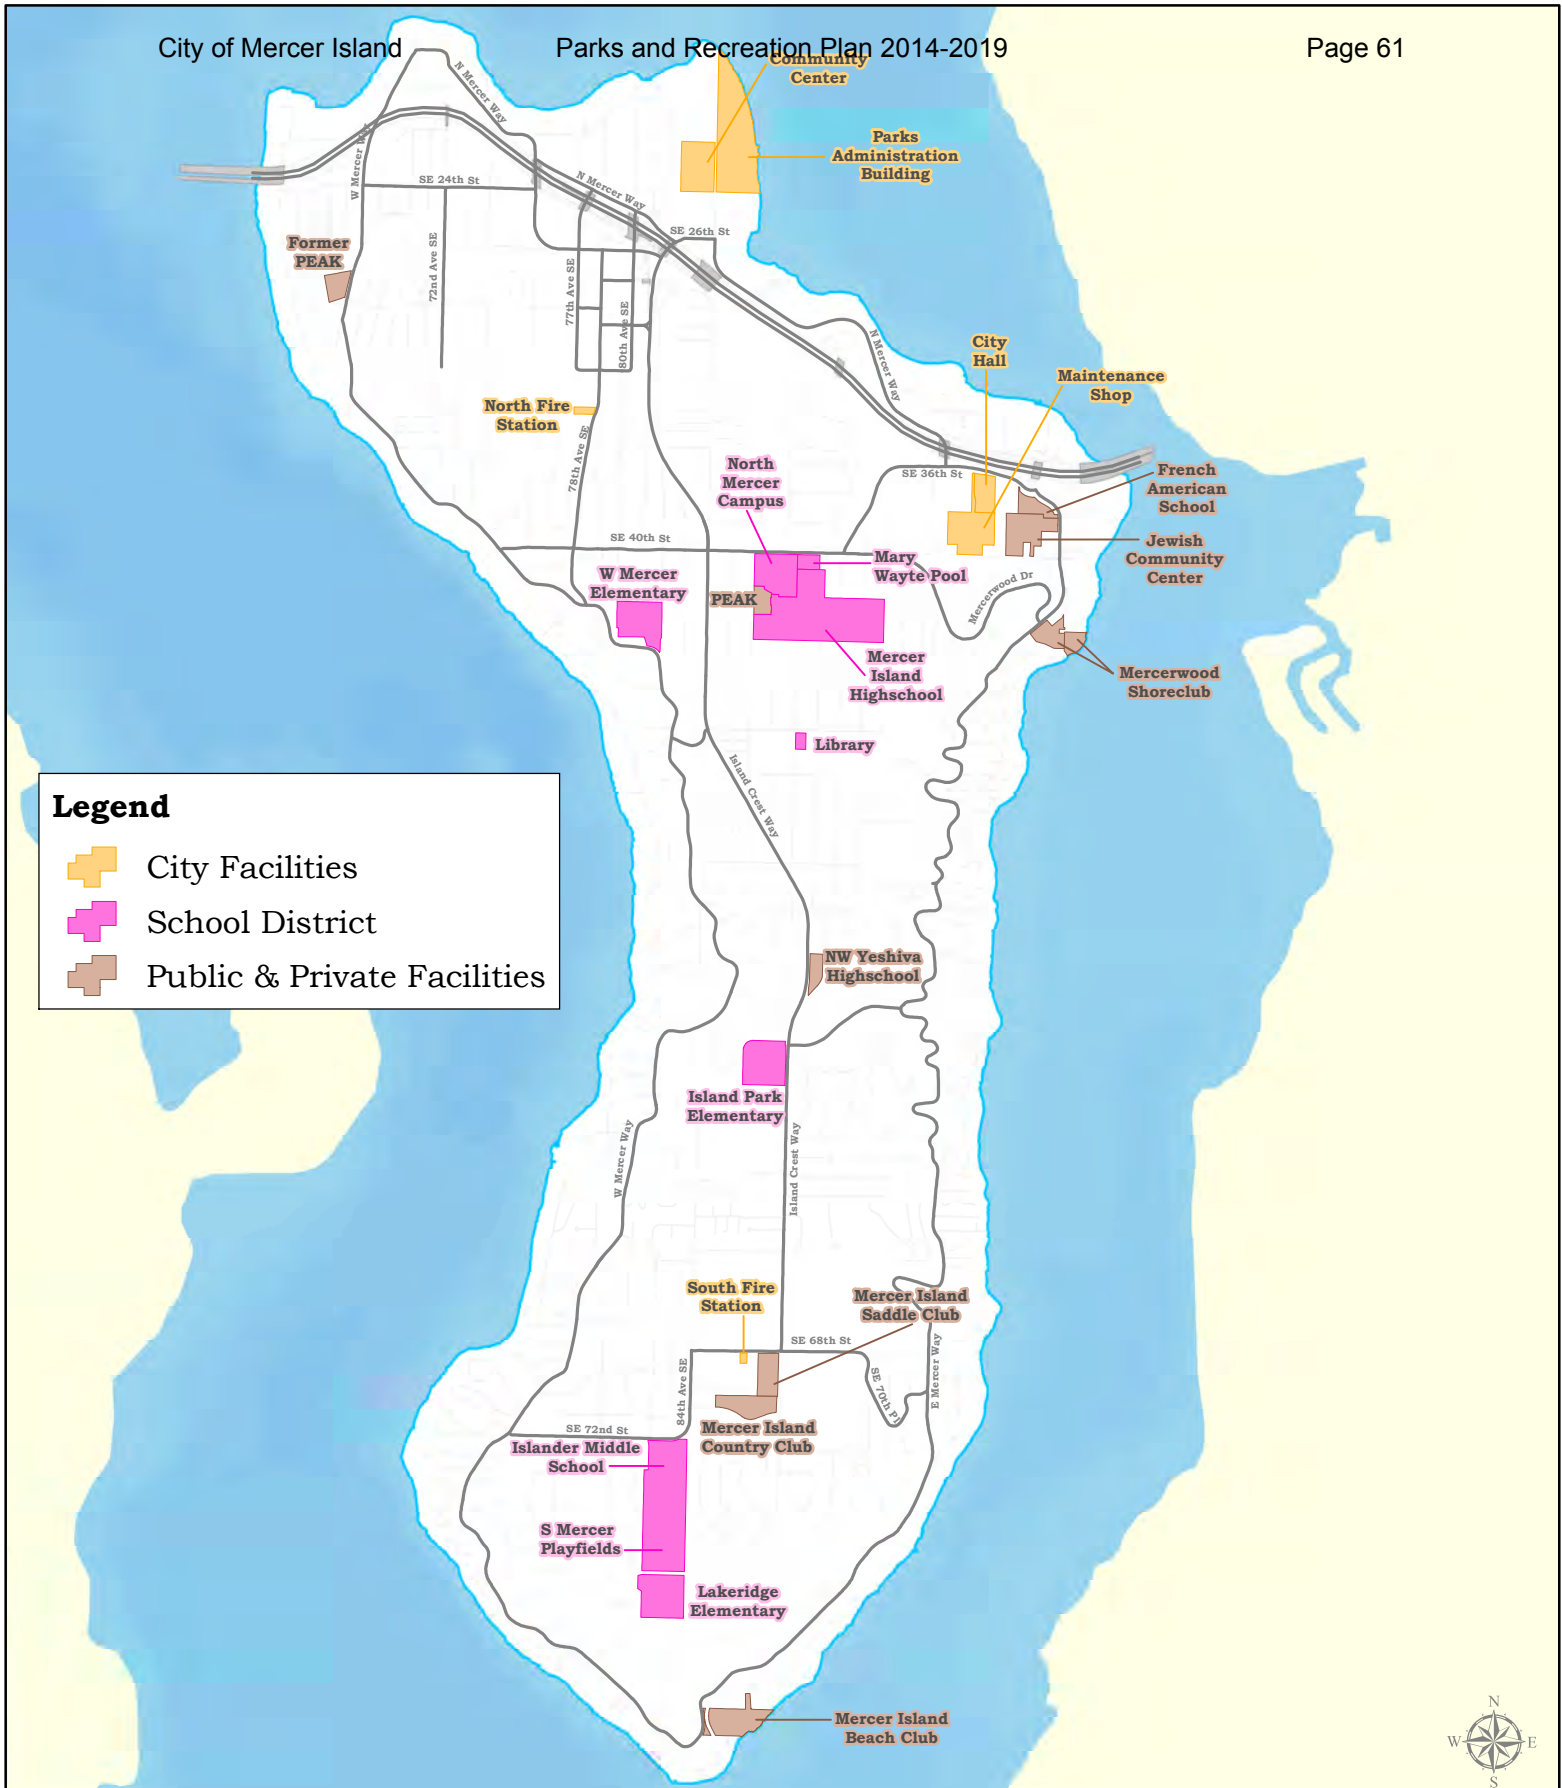 City of Mercer Island
Parks and Recreation Plan 2014-2019
Page 61
Community
Center
Parks
Administration
Building
N Mercer Way
W Mercer Way
SE 24th St
N Mercer Way
SE 26th St
Former
PEAK
72nd Ave SE
77th Ave SE
80th Ave SE
N Mercer Way
City
Hall
Maintenance
Shop
North Fire
Station
78th Ave SE
North
Mercer
Campus
SE 36th St
French
American
School
SE 40th St
Jewish
Community
Center
Mary
Wayte Pool
W Mercer
Elementary
PEAK
Mercerwood Dr
Mercer
Island
Highschool
Mercerwood
Shoreclub
Library
Island Crest Way
Legend
City Facilities
School District
Public & Private Facilities
NW Yeshiva
Highschool
Island Park
Elementary
W Mercer Way
Island Crest Way
South Fire
Station
Mercer Island
Saddle Club
SE 68th St
84th Ave SE
SE 70th Pl
E Mercer Way
SE 72nd St
Mercer Island
Country Club
Islander Middle
School
S Mercer
Playfields
Lakeridge
Elementary
Mercer Island
Beach Club
N
W
E
S